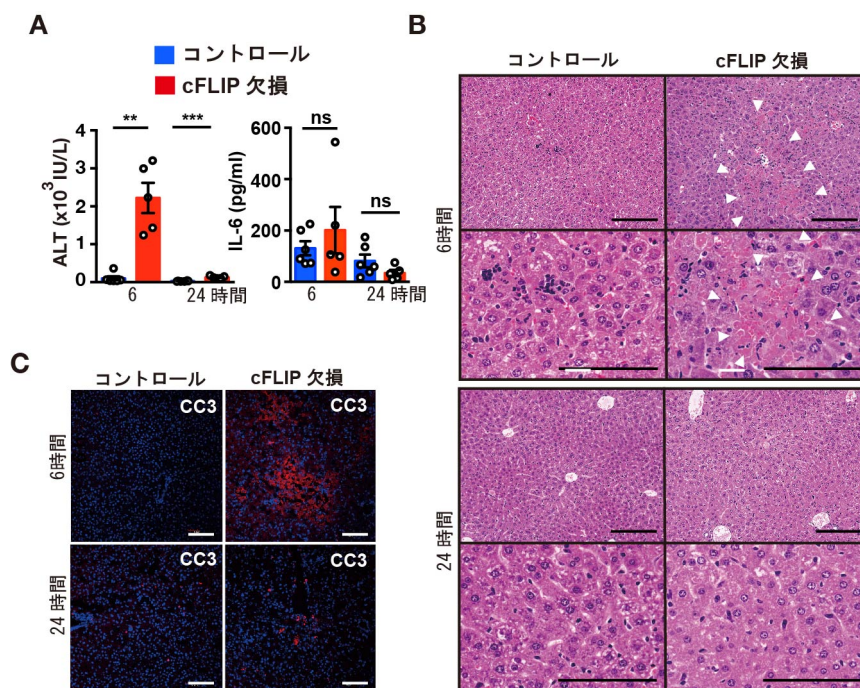 A
コントロール
cFLIP 欠損
ALT (x10³ IU/L)
4
3
2
1
0
**
***
6
24 時間
IL-6 (pg/ml)
600
400
200
0
ns
ns
6
24 時間
B
コントロール
cFLIP 欠損
6時間
24 時間
C
コントロール
cFLIP 欠損
6時間
CC3
CC3
24 時間
CC3
CC3